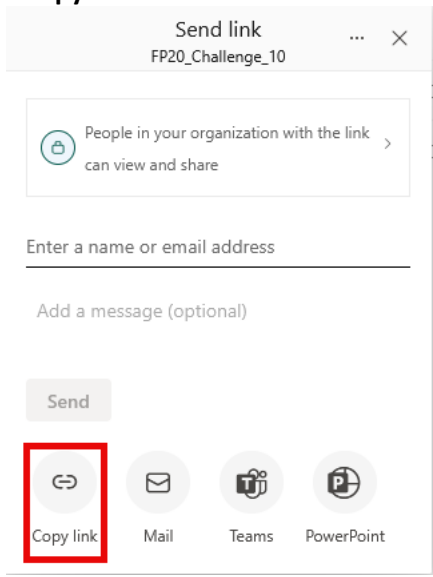 Send link
FP20_Challenge_10
People in your organization with the link
can view and share
Enter a name or email address
Add a message (optional)
Send
Copy link
Mail
Teams
PowerPoint